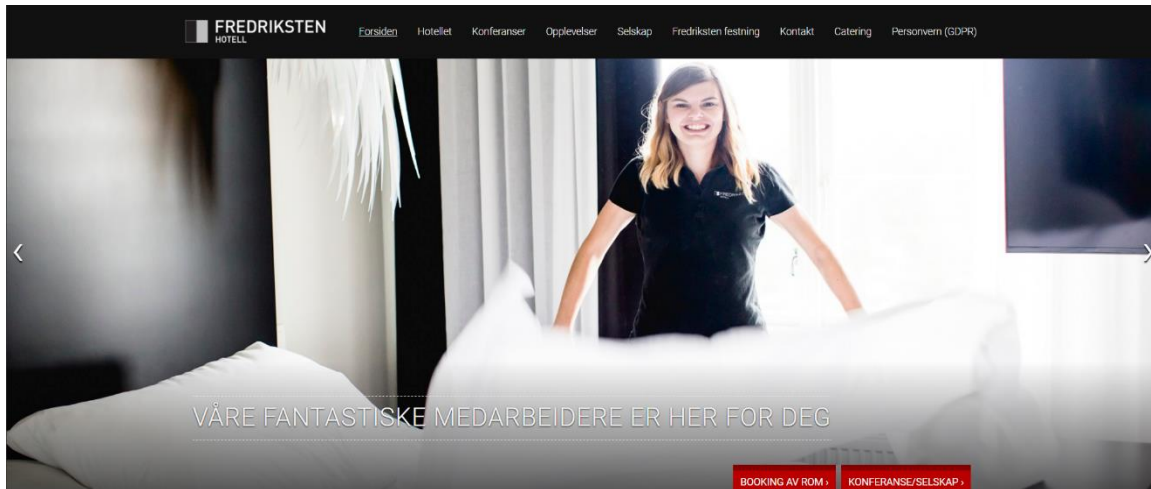 FREDRIKSTEN
HOTELL
Forsiden Hotellet Konferanser Opplevelser Selskap Fredriksten festning Kontakt Catering Personvern (GDPR)
VÅRE FANTASTISKE MEDARBEIDERE ER HER FOR DEG
BOOKING AV ROM › KONFERANSE/SELSKAP ›